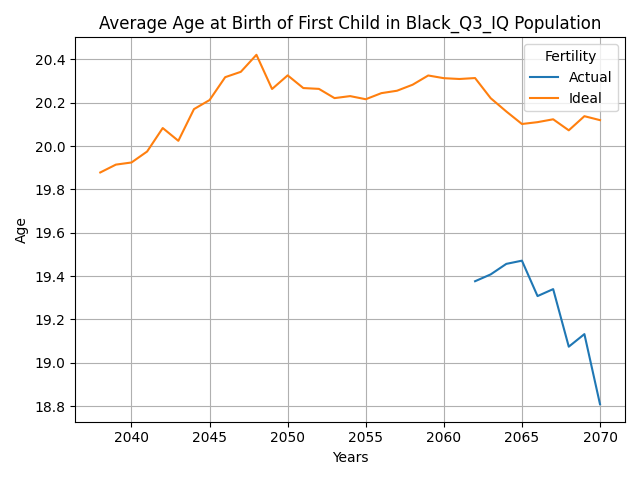 Average Age at Birth of First Child in Black_Q3_IQ Population
Fertility
Actual
Ideal
20.4
20.2
20.0
19.8
19.6
19.4
19.2
19.0
18.8
Age
2040 2045 2050 2055 2060 2065 2070
Years